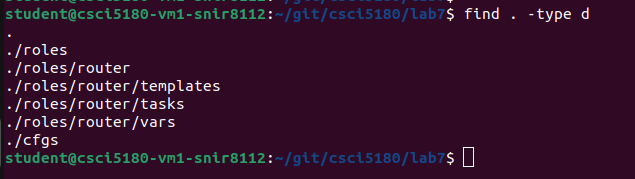 student@csci5180-vm1-snir8112:~/git/csci5180/lab7$ find . -type d
.
./roles
./roles/router
./roles/router/templates
./roles/router/tasks
./roles/router/vars
./cfgs
student@csci5180-vm1-snir8112:~/git/csci5180/lab7$